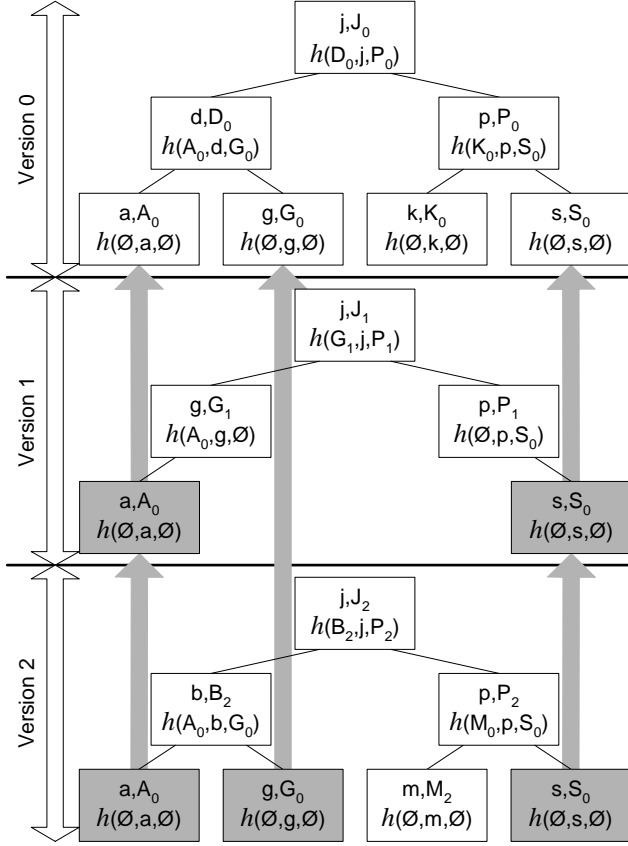 Version 0
j,J₀
h(D₀,j,P₀)
d,D₀
h(A₀,d,G₀)
p,P₀
h(K₀,p,S₀)
a,A₀
h(Ø,a,Ø)
g,G₀
h(Ø,g,Ø)
k,K₀
h(Ø,k,Ø)
s,S₀
h(Ø,s,Ø)
Version 1
j,J₁
h(G₁,j,P₁)
g,G₁
h(A₀,g,Ø)
p,P₁
h(Ø,p,S₀)
a,A₀
h(Ø,a,Ø)
s,S₀
h(Ø,s,Ø)
Version 2
j,J₂
h(B₂,j,P₂)
b,B₂
h(A₀,b,G₀)
p,P₂
h(M₀,p,S₀)
a,A₀
h(Ø,a,Ø)
g,G₀
h(Ø,g,Ø)
m,M₂
h(Ø,m,Ø)
s,S₀
h(Ø,s,Ø)